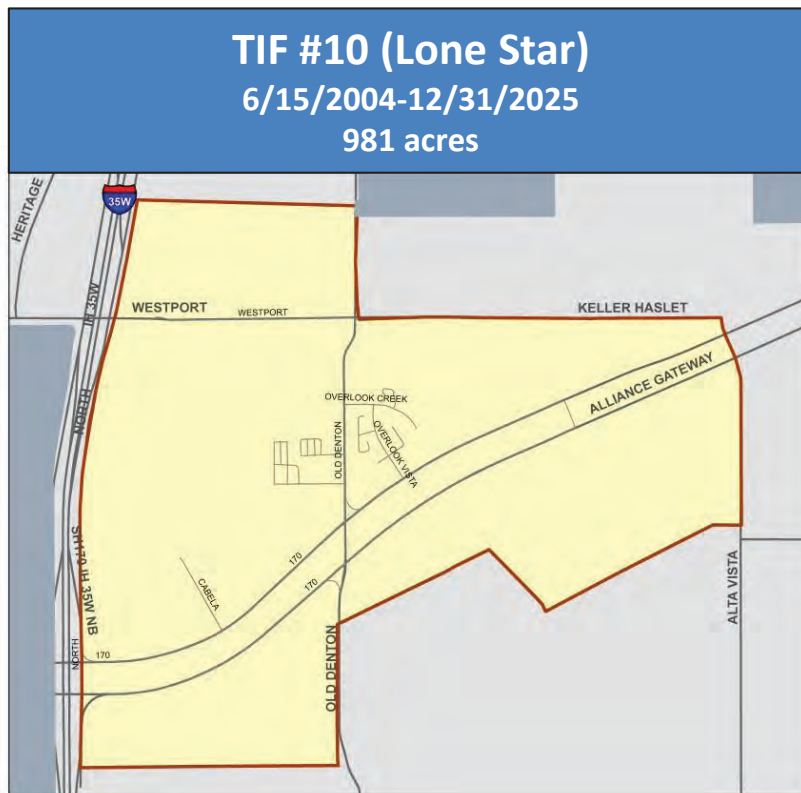 TIF #10 (Lone Star)
6/15/2004-12/31/2025
981 acres
HERITAGE
35W
IH 35W
WESTPORT
WESTPORT
KELLER HASLET
NORTH
OVERLOOK CREEK
ALLIANCE GATEWAY
OLD DENTON
OVERLOOK VISTA
170
170
CABELA
SH170 IH 35W NB
ALTA VISTA
NORTH
170
OLD DENTON